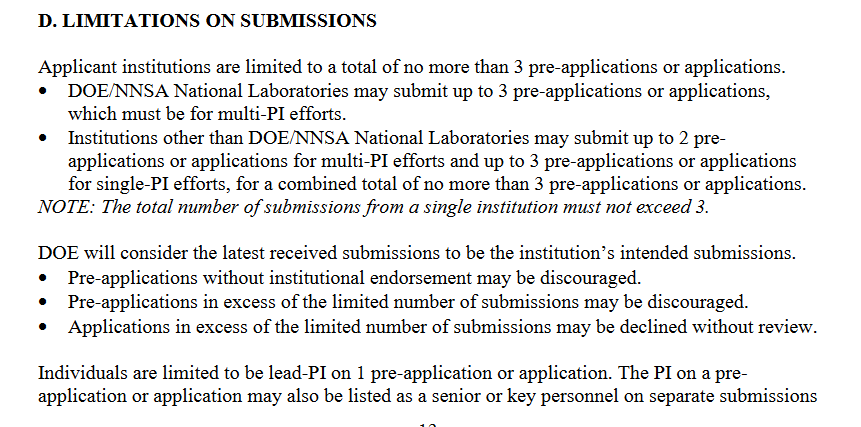 D. LIMITATIONS ON SUBMISSIONS
Applicant institutions are limited to a total of no more than 3 pre-applications or applications.
• DOE/NNSA National Laboratories may submit up to 3 pre-applications or applications,
which must be for multi-PI efforts.
• Institutions other than DOE/NNSA National Laboratories may submit up to 2 pre-
applications or applications for multi-PI efforts and up to 3 pre-applications or applications
for single-PI efforts, for a combined total of no more than 3 pre-applications or applications.
NOTE: The total number of submissions from a single institution must not exceed 3.
DOE will consider the latest received submissions to be the institution’s intended submissions.
• Pre-applications without institutional endorsement may be discouraged.
• Pre-applications in excess of the limited number of submissions may be discouraged.
• Applications in excess of the limited number of submissions may be declined without review.
Individuals are limited to be lead-PI on 1 pre-application or application. The PI on a pre-
application or application may also be listed as a senior or key personnel on separate submissions